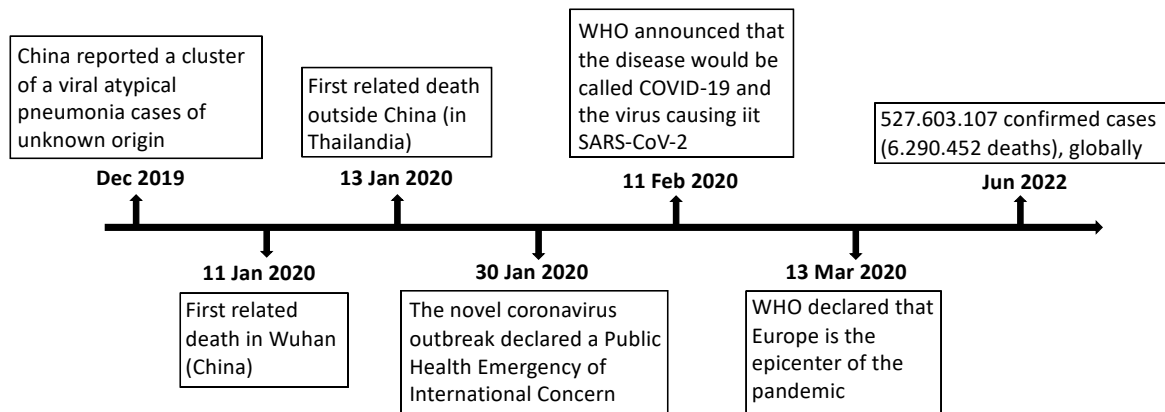 China reported a cluster
of a viral atypical
pneumonia cases of
unknown origin
Dec 2019
11 Jan 2020
First related
death in Wuhan
(China)
First related death
outside China (in
Thailandia)
13 Jan 2020
30 Jan 2020
The novel coronavirus
outbreak declared a Public
Health Emergency of
International Concern
WHO announced that
the disease would be
called COVID-19 and
the virus causing iit
SARS-CoV-2
11 Feb 2020
13 Mar 2020
WHO declared that
Europe is the
epicenter of the
pandemic
527.603.107 confirmed cases
(6.290.452 deaths), globally
Jun 2022